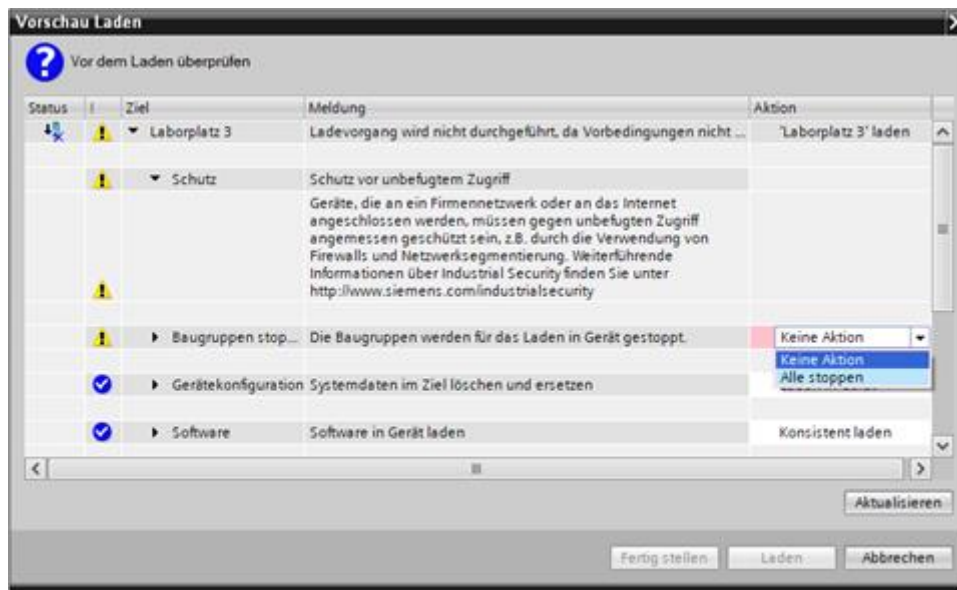 Vorschau Laden
?
Vor dem Laden überprüfen
Status ! Ziel Meldung Aktion
Laborplatz 3 Ladevorgang wird nicht durchgeführt, da Vorbedingungen nicht ... 'Laborplatz 3' laden
Schutz Schutz vor unbefugtem Zugriff
Geräte, die an ein Firmennetzwerk oder an das Internet
angeschlossen werden, müssen gegen unbefugten Zugriff
angemessen geschützt sein, z.B. durch die Verwendung von
Firewalls und Netzwerksegmentierung. Weiterführende
Informationen über Industrial Security finden Sie unter
http://www.siemens.com/industrialsecurity
Baugruppen stop... Die Baugruppen werden für das Laden in Gerät gestoppt. Keine Aktion
Keine Aktion
Alle stoppen
Gerätekonfiguration Systemdaten im Ziel löschen und ersetzen
Software Software in Gerät laden Konsistent laden
Aktualisieren
Fertig stellen Laden Abbrechen